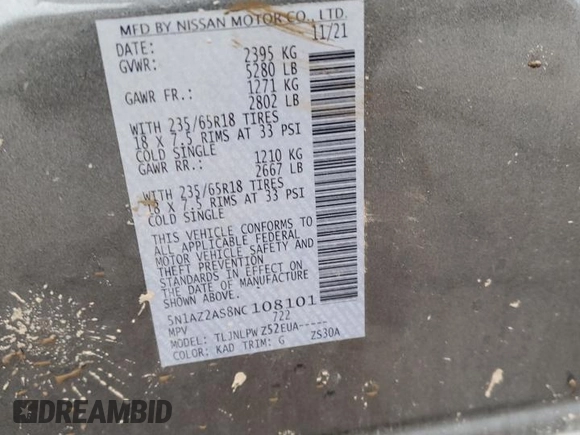 MFD BY NISSAN MOTOR CO., LTD.
DATE: 11/21
GVWR: 2395 KG
5280 LB
GAWR FR.: 1271 KG
2802 LB
WITH 235/65R18 TIRES
18 X 7.5 RIMS AT 33 PSI
COLD SINGLE
GAWR RR.: 1210 KG
2667 LB
WITH 235/65R18 TIRES
18 X 7.5 RIMS AT 33 PSI
COLD SINGLE
THIS VEHICLE CONFORMS TO
ALL APPLICABLE FEDERAL
MOTOR VEHICLE SAFETY AND
THEFT PREVENTION
STANDARDS IN EFFECT ON
THE DATE OF MANUFACTURE
SHOWN ABOVE.
5N1AZ2AS8NC108101
MPV 722
MODEL: TLJNLPW Z52EUA-----
COLOR: KAD TRIM: G ZS30A
DREAMBID